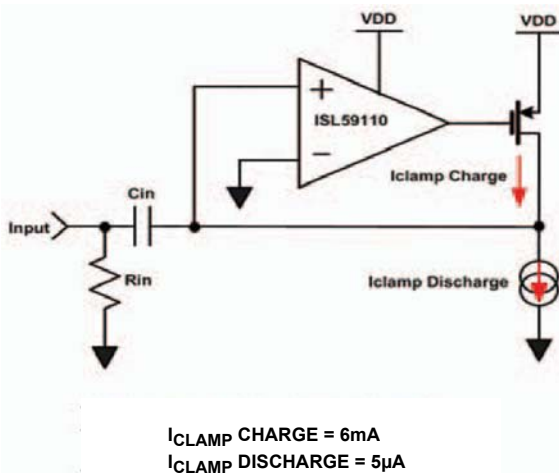 VDD
VDD
+
ISL59110
−
Iclamp Charge
Cin
Input
Rin
Iclamp Discharge
ICLAMP CHARGE = 6mA
ICLAMP DISCHARGE = 5µA